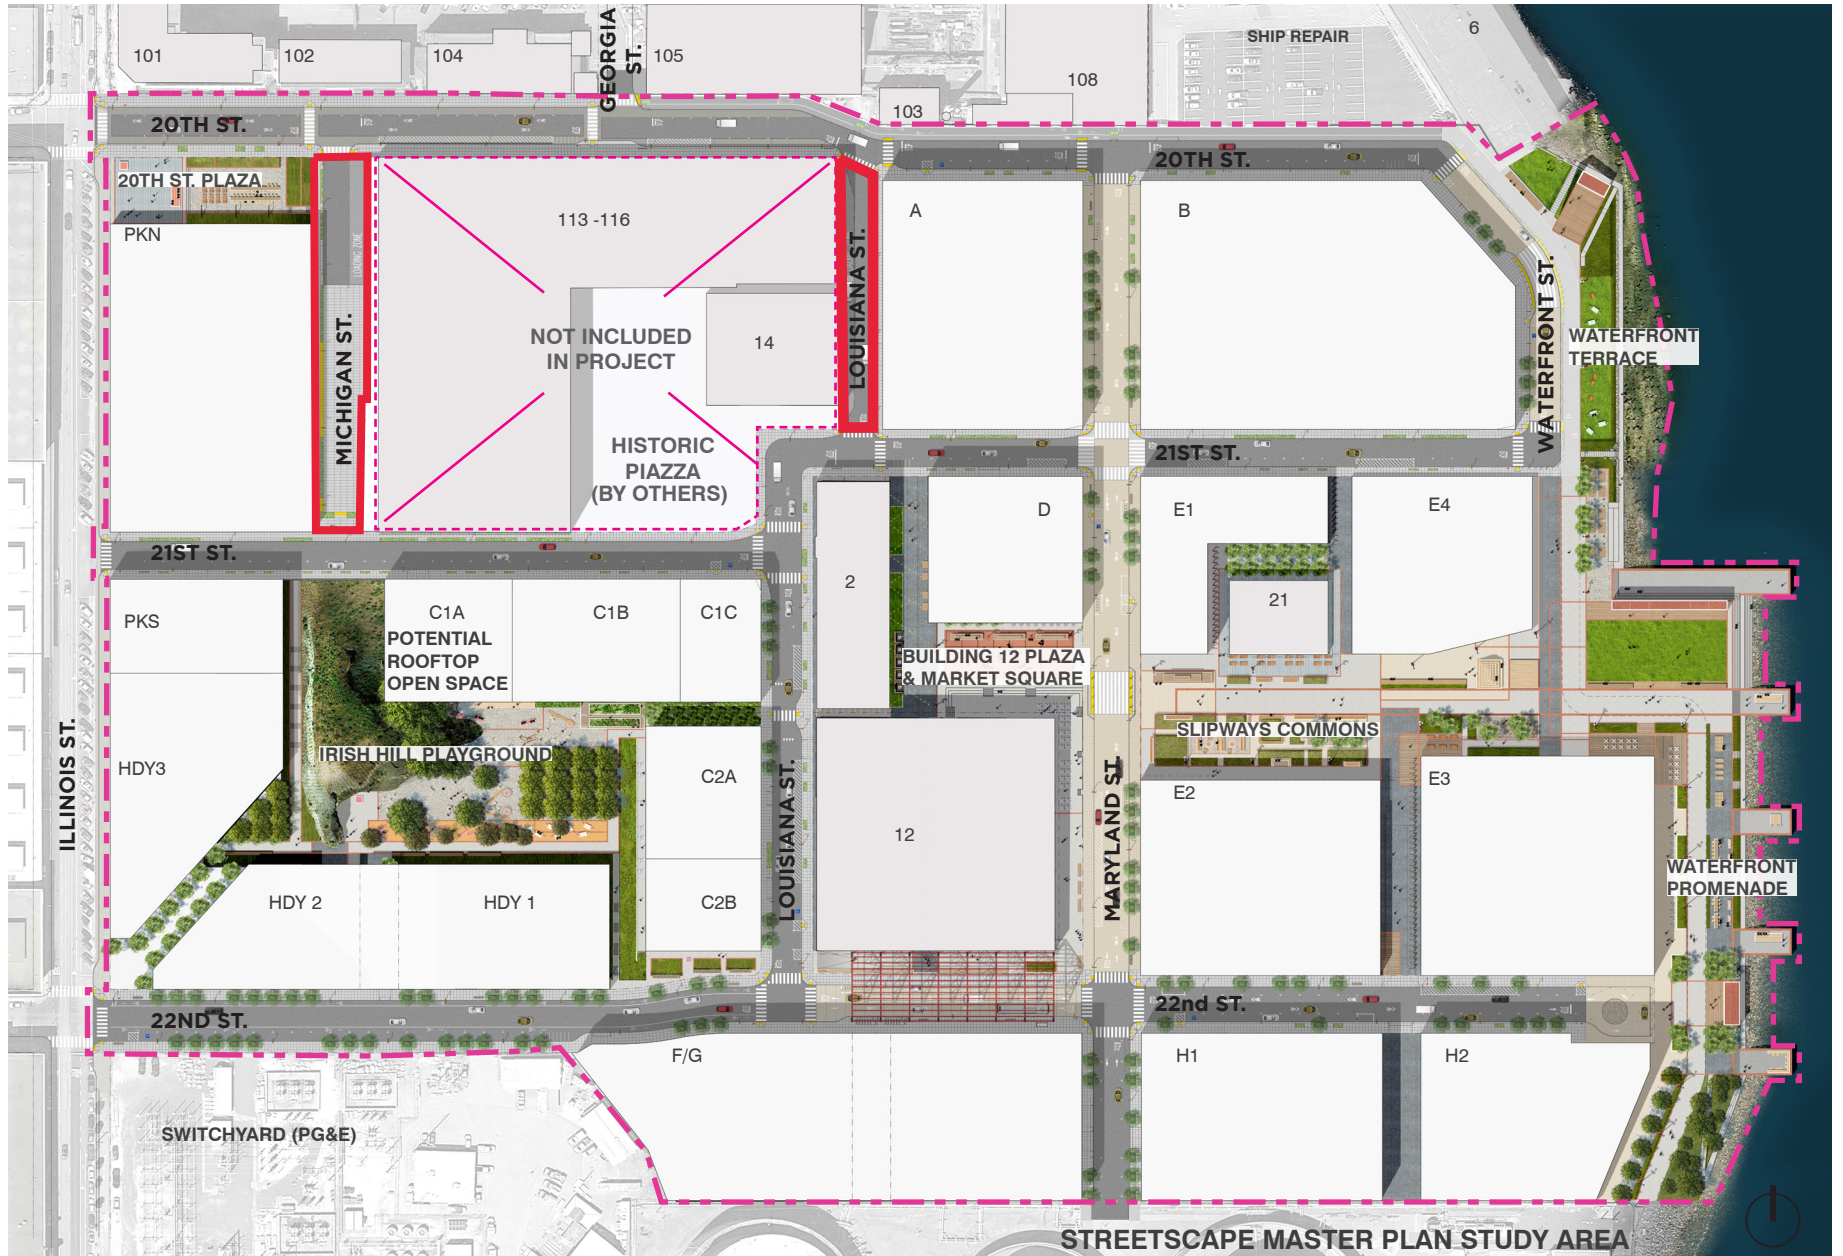 101
102
104
GEORGIA
ST.
105
108
SHIP REPAIR
6
103
20TH ST.
20TH ST.
20TH ST. PLAZA
PKN
LOADING ZONE
MICHIGAN ST.
113 -116
NOT INCLUDED
IN PROJECT
14
HISTORIC
PIAZZA
(BY OTHERS)
LOUISIANA ST.
A
B
WATERFRONT ST.
WATERFRONT
TERRACE
21ST ST.
21ST ST.
PKS
C1A
C1B
C1C
POTENTIAL
ROOFTOP
OPEN SPACE
2
D
E1
E4
21
BUILDING 12 PLAZA
& MARKET SQUARE
SLIPWAYS COMMONS
ILLINOIS ST.
HDY3
IRISH HILL PLAYGROUND
C2A
LOUISIANA ST.
12
MARYLAND ST.
E2
E3
WATERFRONT
PROMENADE
HDY 2
HDY 1
C2B
22ND ST.
22nd ST.
F/G
H1
H2
SWITCHYARD (PG&E)
STREETSCAPE MASTER PLAN STUDY AREA